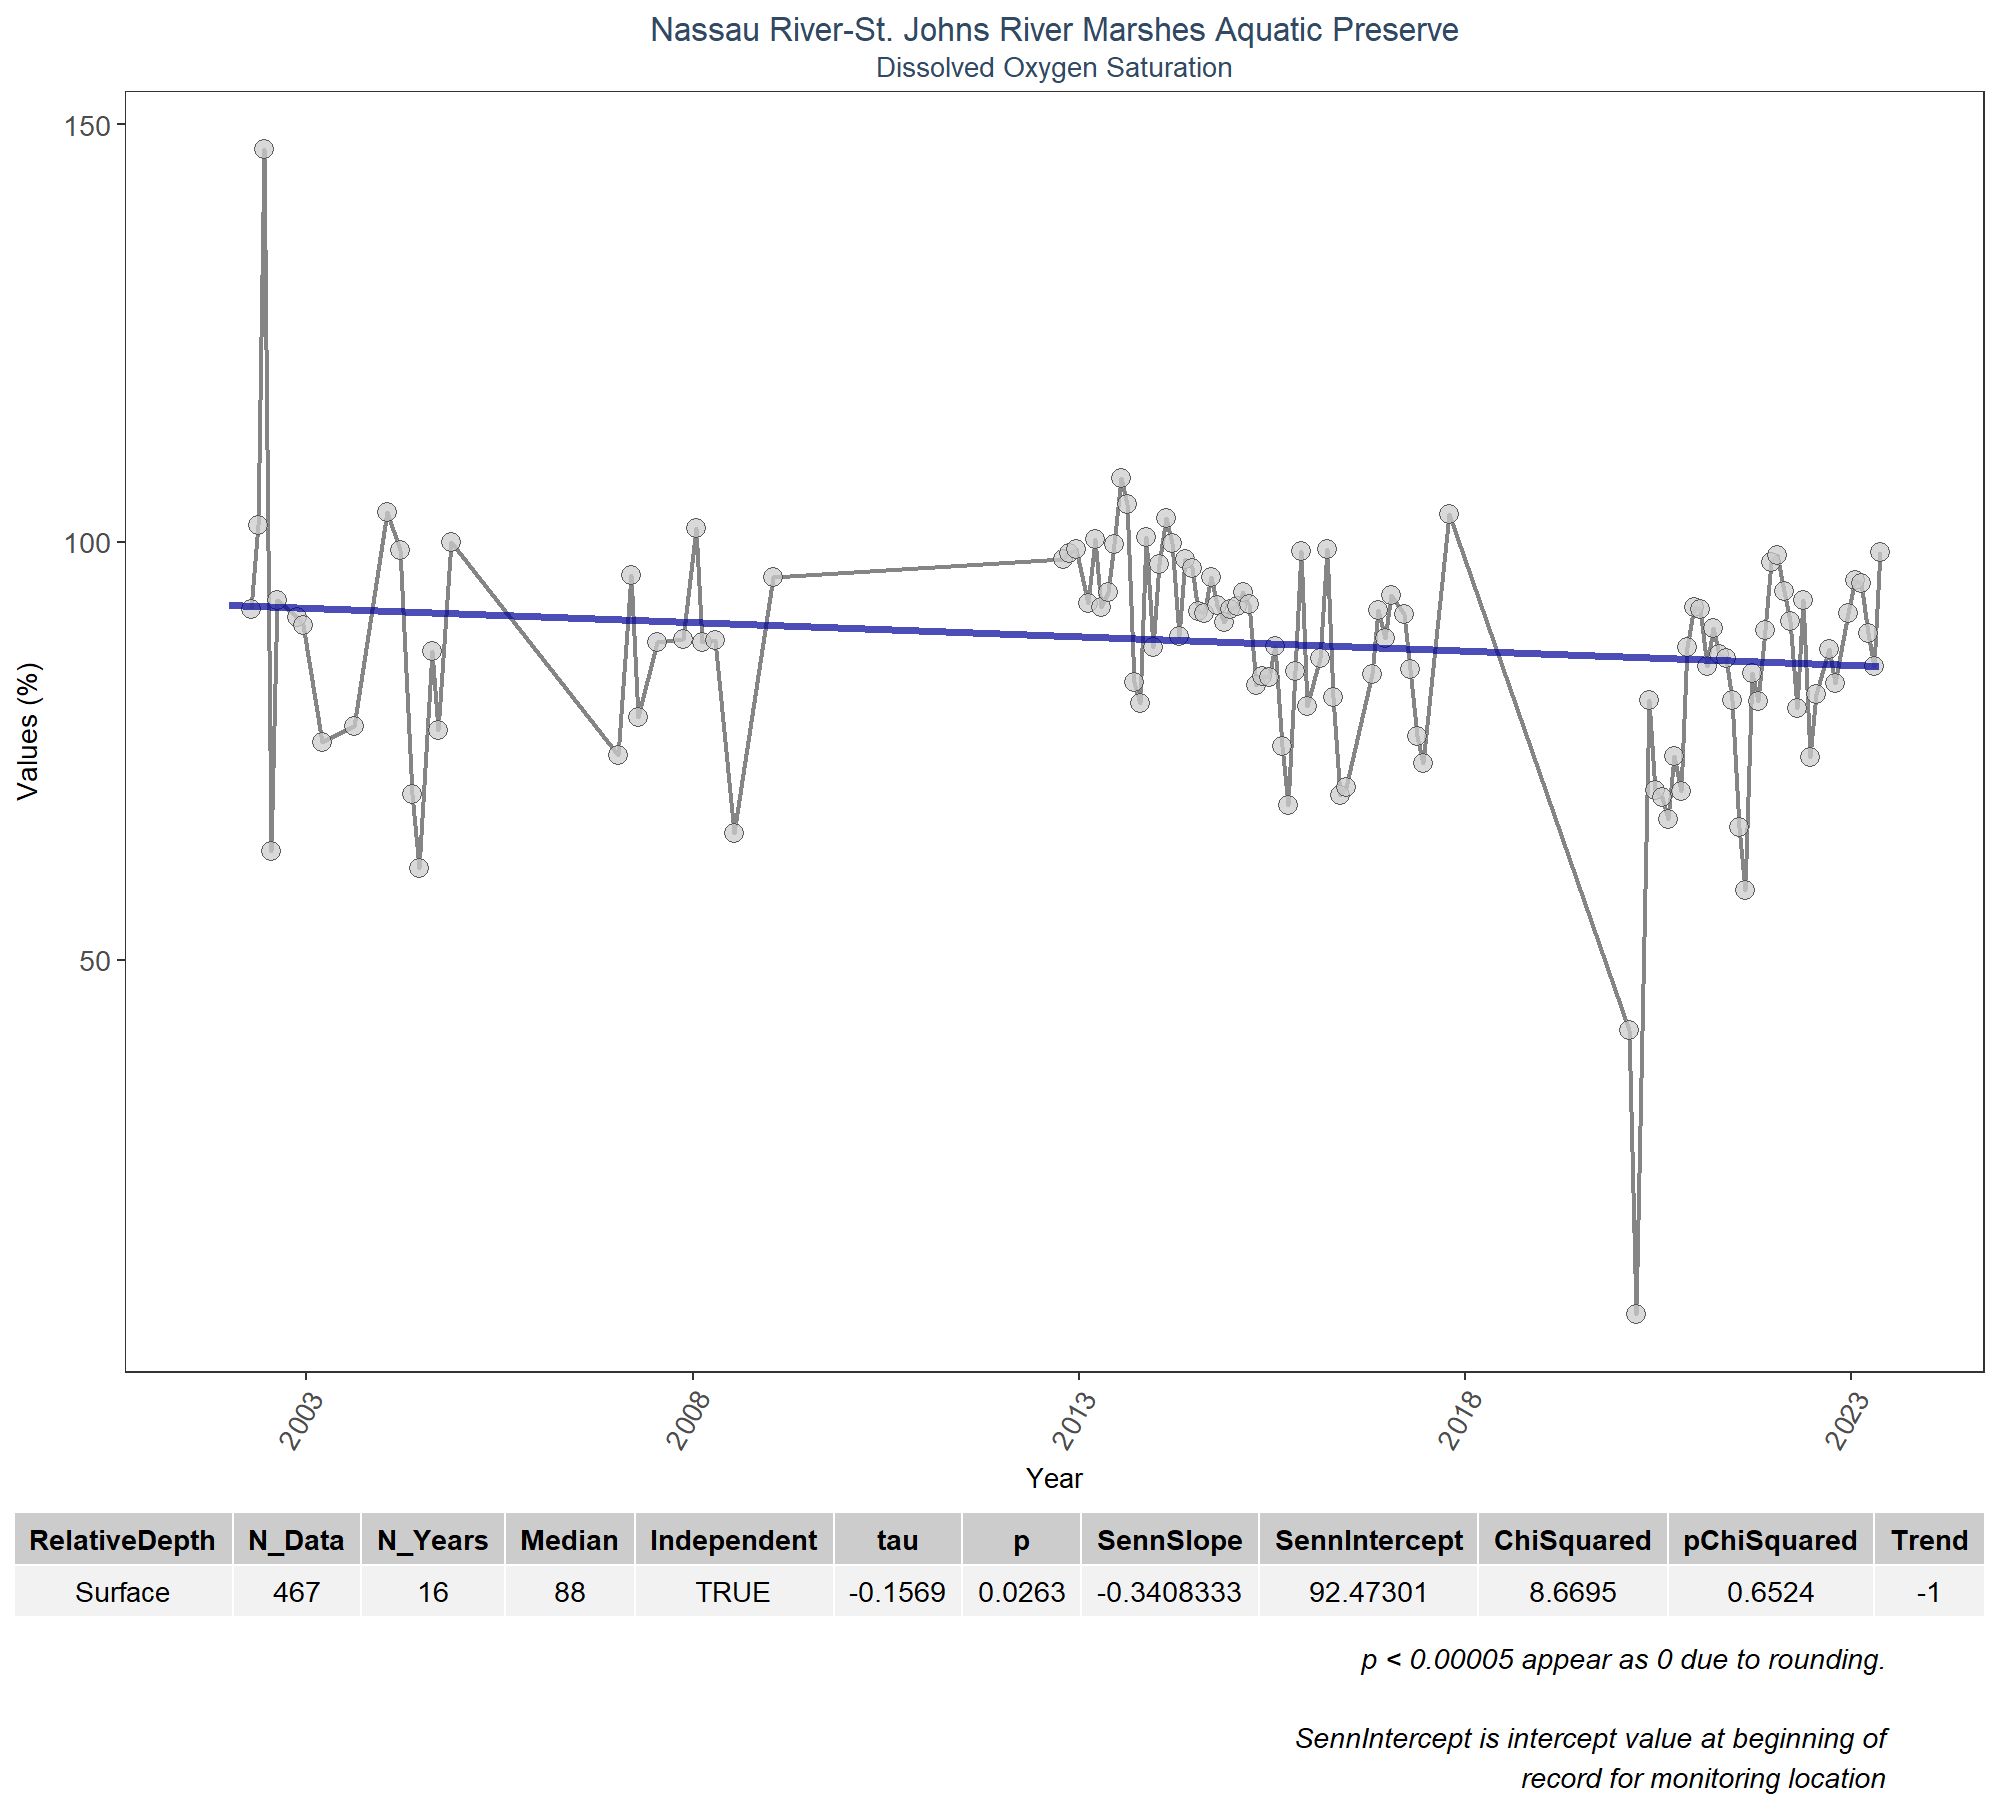 Nassau River-St. Johns River Marshes Aquatic Preserve
Dissolved Oxygen Saturation
150
100
50
Values (%)
2003 2008 2013 2018 2023
Year
RelativeDepth N_Data N_Years Median Independent tau p SennSlope SennIntercept ChiSquared pChiSquared Trend
Surface 467 16 88 TRUE -0.1569 0.0263 -0.3408333 92.47301 8.6695 0.6524 -1
p < 0.00005 appear as 0 due to rounding.
SennIntercept is intercept value at beginning of
record for monitoring location